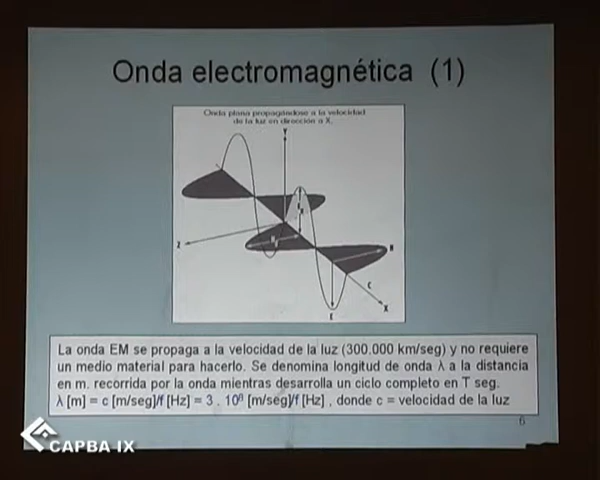 Onda electromagnética (1)
Onda plana propagándose a la velocidad
de la luz en dirección a X.
Y
Z
C
X
E
La onda EM se propaga a la velocidad de la luz (300.000 km/seg) y no requiere
un medio material para hacerlo. Se denomina longitud de onda λ a la distancia
en m. recorrida por la onda mientras desarrolla un ciclo completo en T seg.
λ [m] = c [m/seg]/f [Hz] = 3 . 10⁸ [m/seg]/f [Hz] , donde c = velocidad de la luz
6
CAPBA IX